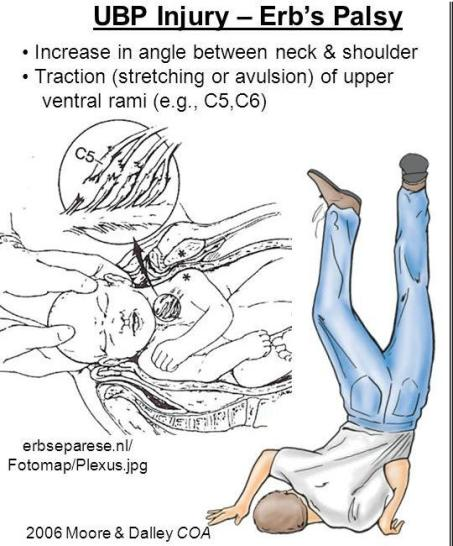 UBP Injury – Erb's Palsy
• Increase in angle between neck & shoulder
• Traction (stretching or avulsion) of upper
ventral rami (e.g., C5,C6)
C5
*
*
erbseparese.nl/
Fotomap/Plexus.jpg
2006 Moore & Dalley COA